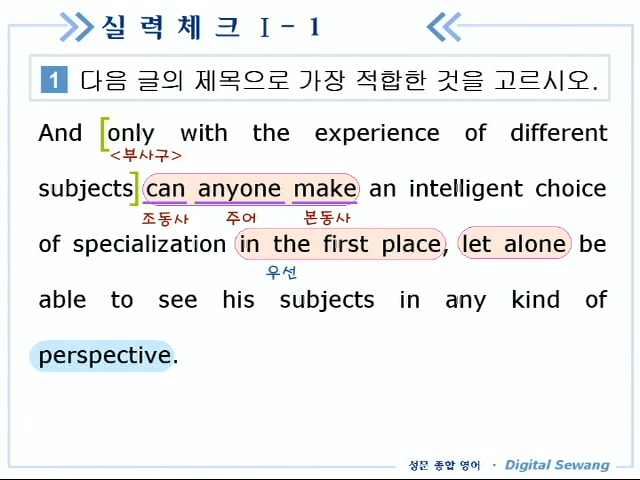 실력체크 I - 1
1 다음 글의 제목으로 가장 적합한 것을 고르시오.
And [only with the experience of different
<부사구>
subjects] can anyone make an intelligent choice
조동사 주어 본동사
of specialization in the first place, let alone be
우선
able to see his subjects in any kind of
perspective.
정문 종합 영어 · Digital Sewang